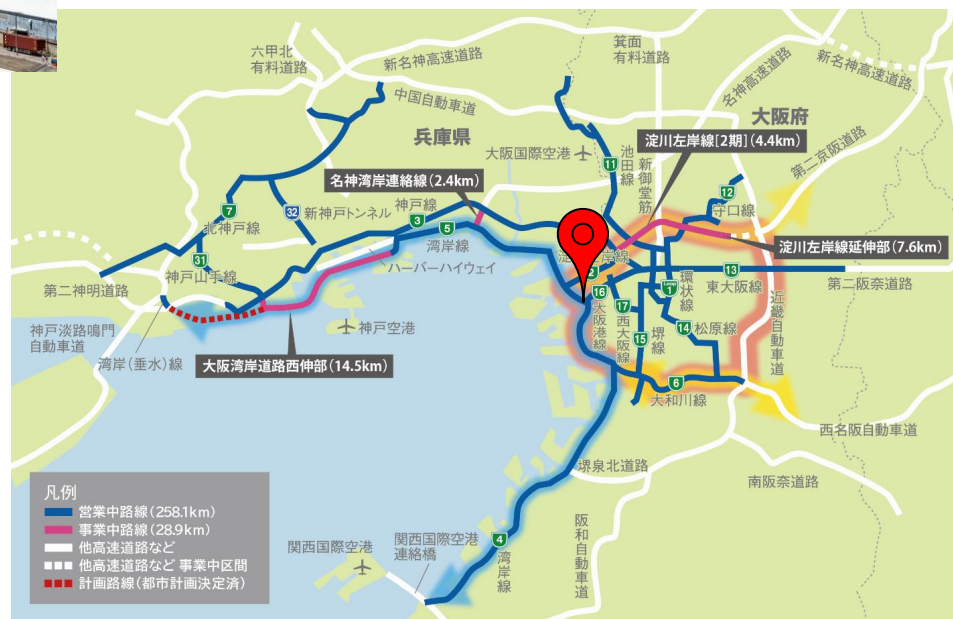 六甲北
有料道路
新名神高速道路
箕面
有料道路
中国自動車道
名神高速道路
新名神高速道路
兵庫県
大阪府
大阪国際空港
淀川左岸線[2期](4.4km)
第二京阪道路
11
池田線
新御堂筋
名神湾岸連絡線(2.4km)
12
守口線
7
北神戸線
32
新神戸トンネル
神戸線
3
5
湾岸線
ハーバーハイウェイ
淀川左岸線延伸部(7.6km)
31
神戸山手線
第二神明道路
淀
岸線
2
16
大阪港線
17
西大阪線
1
環状線
13
東大阪線
第二阪奈道路
神戸淡路鳴門
自動車道
湾岸(垂水)線
神戸空港
大阪湾岸道路西伸部(14.5km)
15
堺線
14
松原線
近畿自動車道
6
大和川線
西名阪自動車道
堺泉北道路
南阪奈道路
凡例
営業中路線(258.1km)
事業中路線(28.9km)
他高速道路など
他高速道路など 事業中区間
計画路線(都市計画決定済)
関西国際空港
関西国際空港
連絡橋
4
湾岸線
阪和自動車道